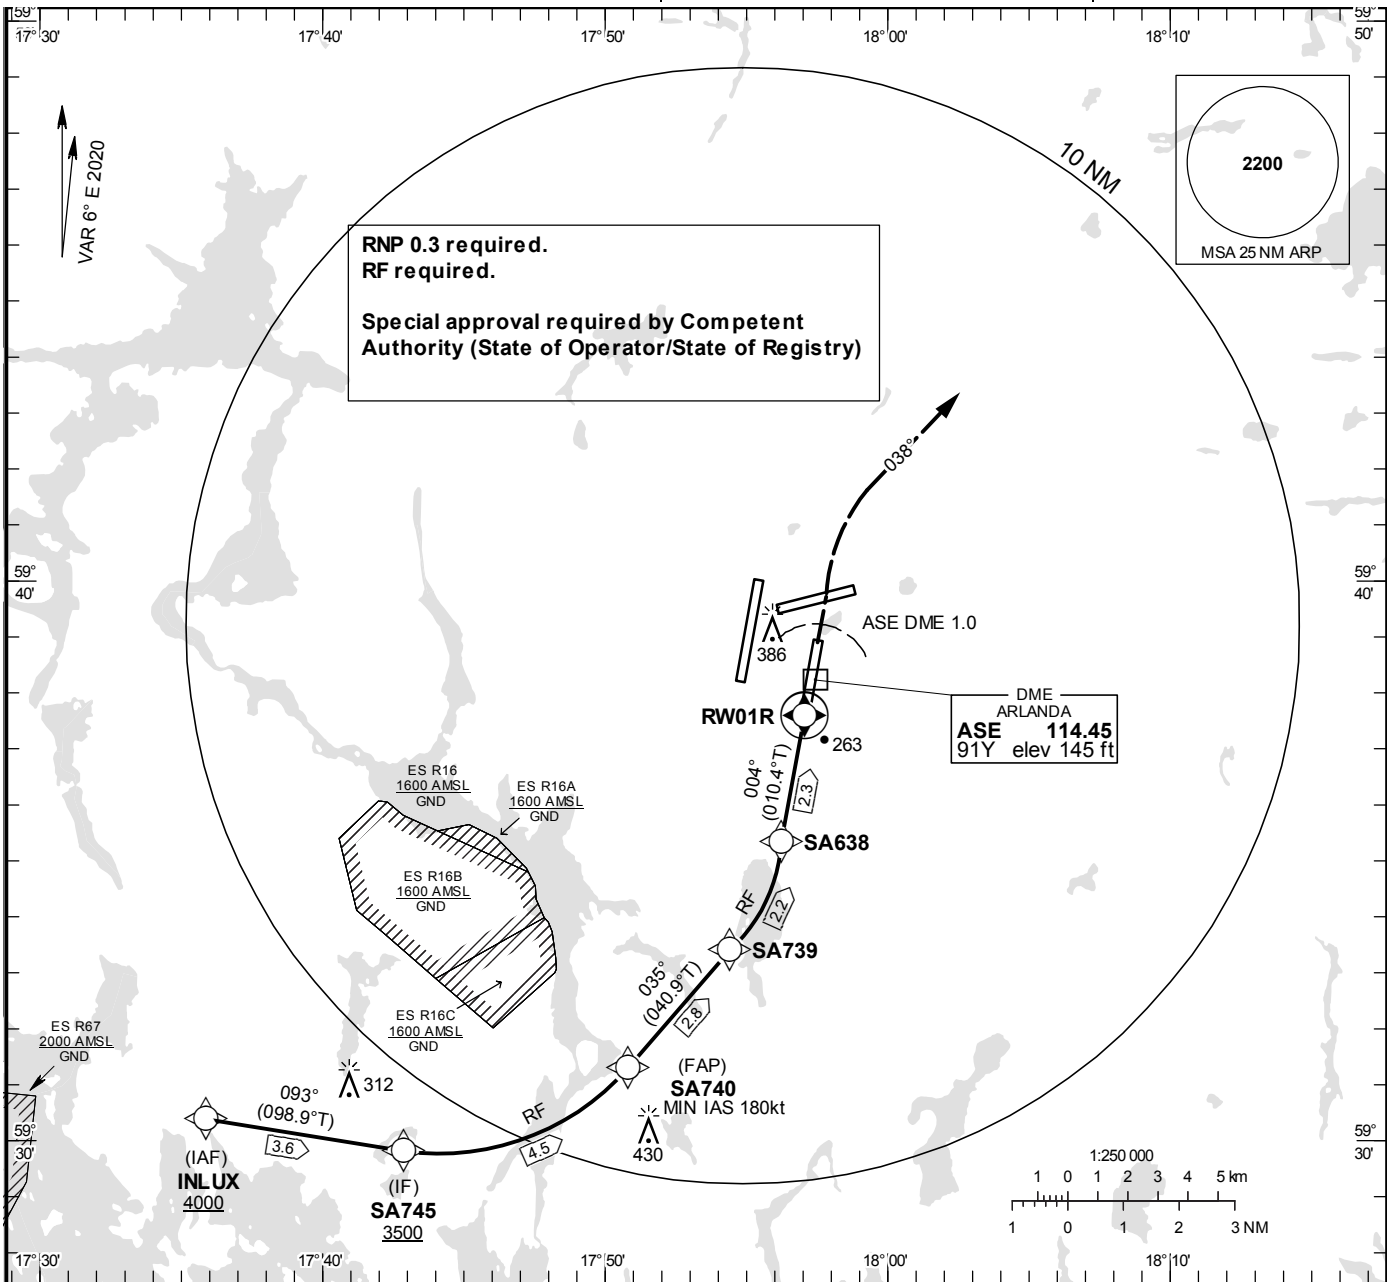 59°
50'
59°
50'
17°30'
17°40'
17°50'
18°00'
18°10'
VAR 6° E 2020
10 NM
2200
MSA 25 NM ARP
RNP 0.3 required.
RF required.
Special approval required by Competent
Authority (State of Operator/State of Registry)
038°
59°
40'
59°
40'
ASE DME 1.0
386
RW01R
DME
ARLANDA
ASE 114.45
91Y elev 145 ft
263
004°
(010.4°T)
2.3
ES R16
1600 AMSL
GND
ES R16A
1600 AMSL
GND
SA638
ES R16B
1600 AMSL
GND
RF
2.2
SA739
035°
(040.9°T)
2.8
ES R16C
1600 AMSL
GND
ES R67
2000 AMSL
GND
(FAP)
SA740
MIN IAS 180kt
312
093°
(098.9°T)
3.6
RF
4.5
430
59°
30'
59°
30'
(IAF)
INLUX
4000
(IF)
SA745
3500
1:250 000
1 0 1 2 3 4 5 km
1 0 1 2 3 NM
17°30'
17°40'
17°50'
18°00'
18°10'